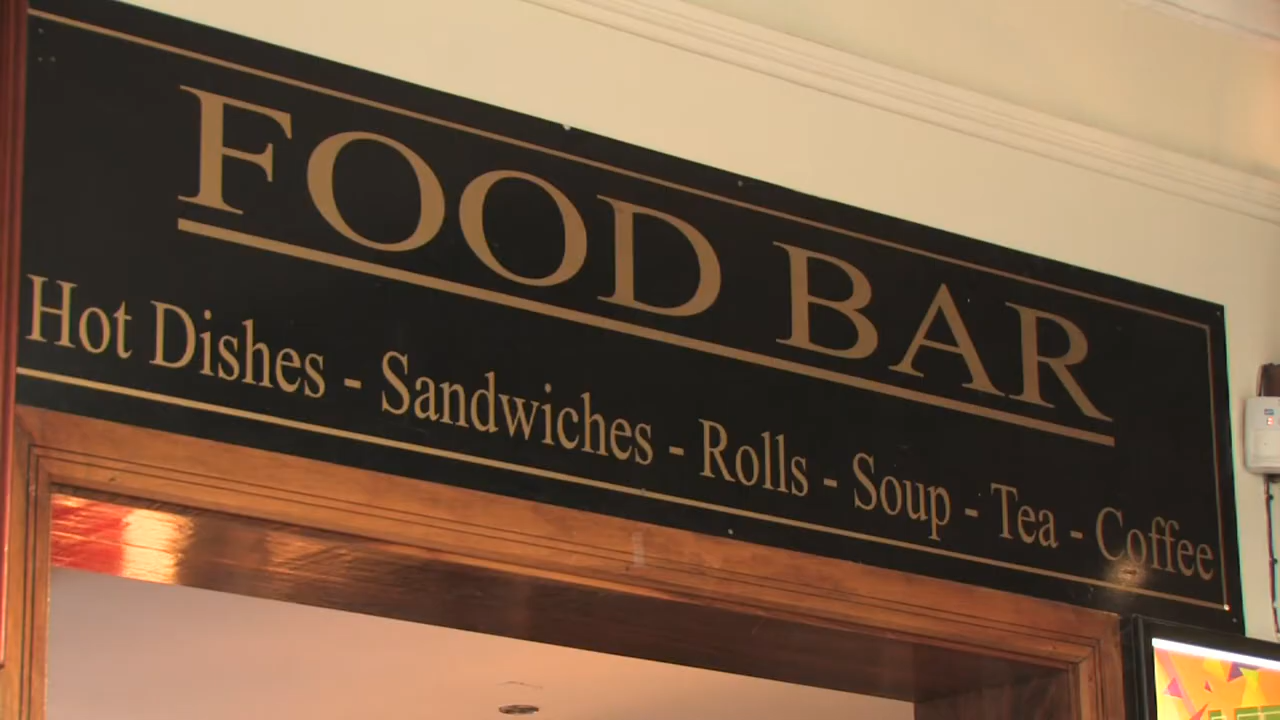 FOOD BAR
Hot Dishes - Sandwiches - Rolls - Soup - Tea - Coffee